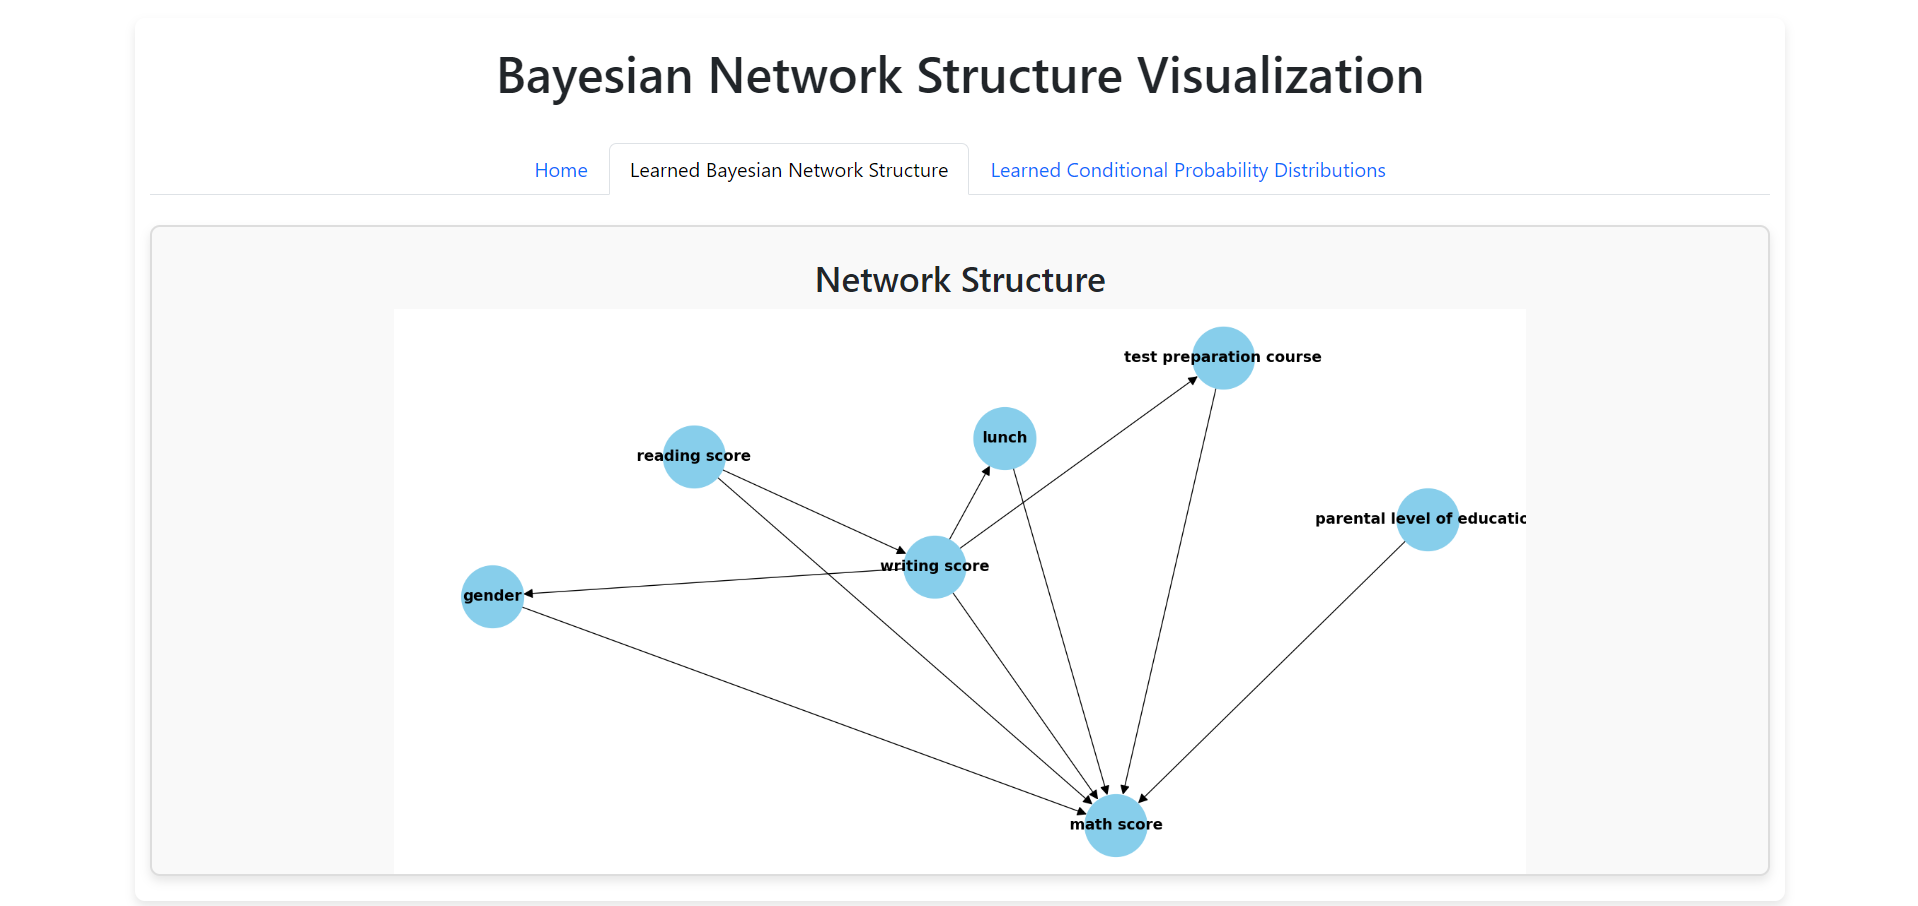 Bayesian Network Structure Visualization
Home
Learned Bayesian Network Structure
Learned Conditional Probability Distributions
Network Structure
test preparation course
lunch
reading score
parental level of educatio
writing score
gender
math score